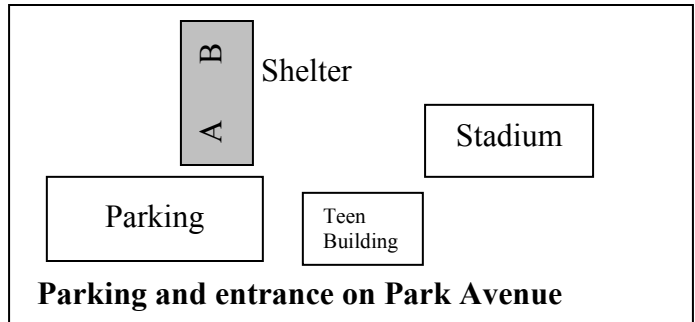 B
Shelter
A
Stadium
Parking
Teen
Building
Parking and entrance on Park Avenue